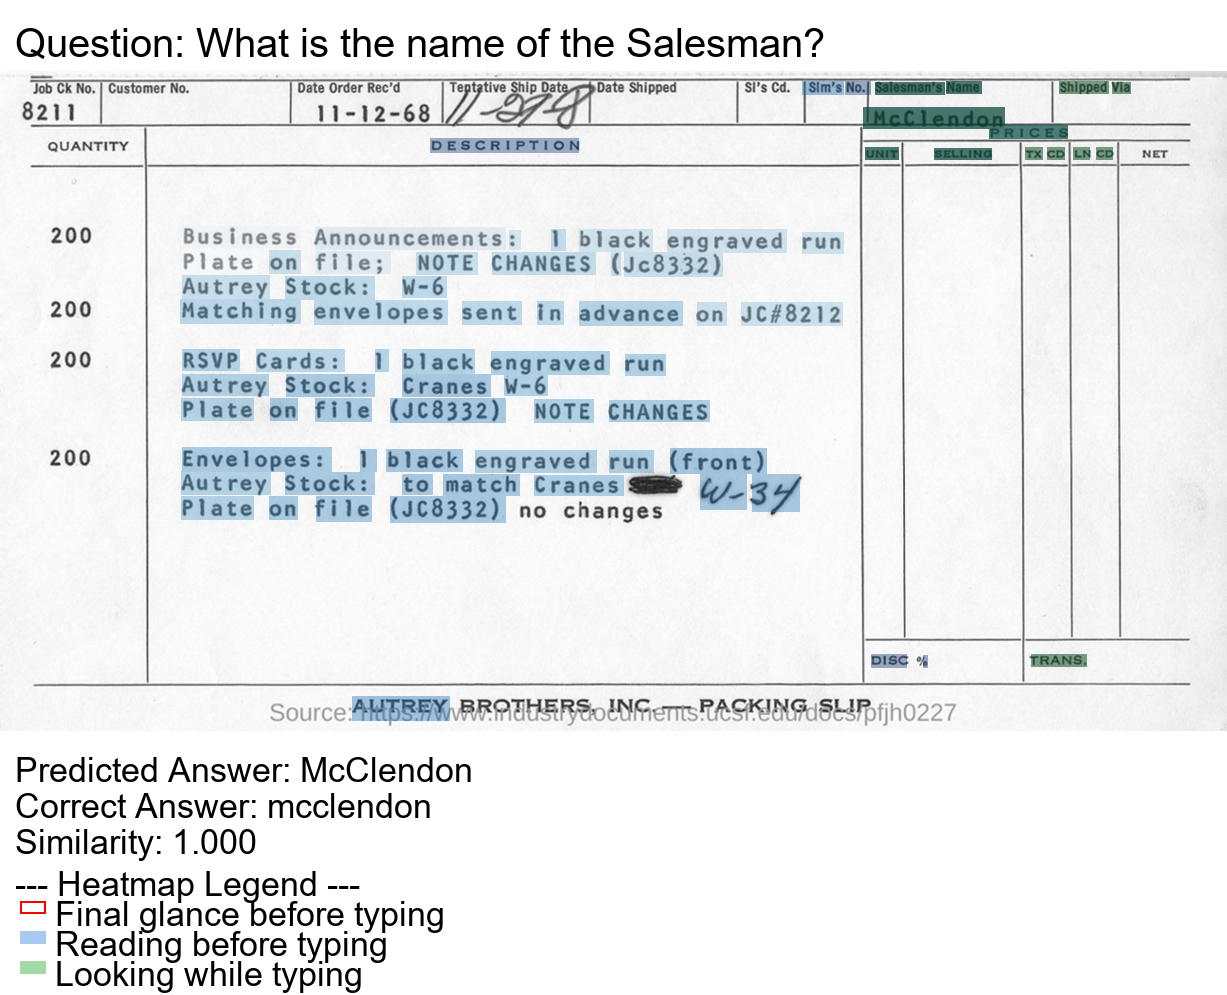 Question: What is the name of the Salesman?
Job Ck No. Customer No. Date Order Rec'd Tentative Ship Date Date Shipped Sl's Cd. Slm's No. Salesman's Name Shipped Via
8211 11-12-68 McClendon
QUANTITY DESCRIPTION PRICES
UNIT SELLING TX CD LN CD NET
200 Business Announcements: 1 black engraved run
Plate on file; NOTE CHANGES (Jc8332)
Autrey Stock: W-6
200 Matching envelopes sent in advance on JC#8212
200 RSVP Cards: 1 black engraved run
Autrey Stock: Cranes W-6
Plate on file (JC8332) NOTE CHANGES
200 Envelopes: 1 black engraved run (front)
Autrey Stock: to match Cranes W-34
Plate on file (JC8332) no changes
DISC % TRANS.
AUTREY BROTHERS, INC. — PACKING SLIP
Source: https://www.industrydocuments.ucsf.edu/docs/pfjh0227
Predicted Answer: McClendon
Correct Answer: mcclendon
Similarity: 1.000
--- Heatmap Legend ---
Final glance before typing
Reading before typing
Looking while typing